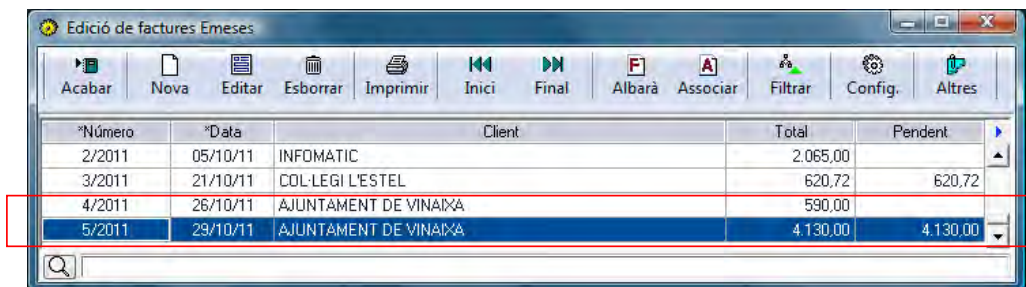 Edició de factures Emeses
Acabar Nova Editar Esborrar Imprimir Inici Final Albarà Associar Filtrar Config. Altres
*Número *Data Client Total Pendent
2/2011 05/10/11 INFOMATIC 2.065,00
3/2011 21/10/11 COL·LEGI L'ESTEL 620,72 620,72
4/2011 26/10/11 AJUNTAMENT DE VINAIXA 590,00
5/2011 29/10/11 AJUNTAMENT DE VINAIXA 4.130,00 4.130,00